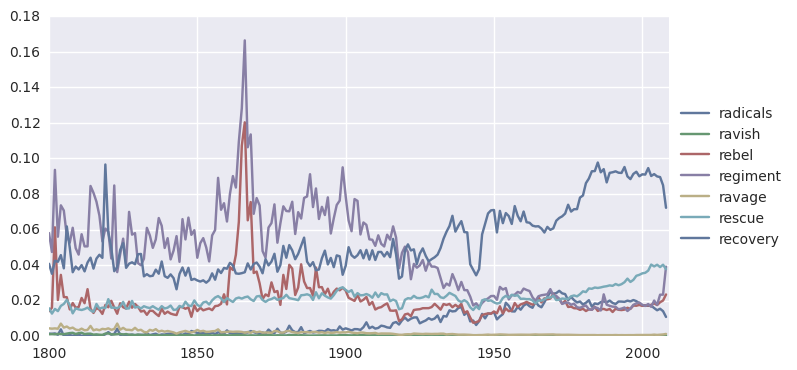 0.18
0.16
0.14
0.12
0.10
0.08
0.06
0.04
0.02
0.00
1800 1850 1900 1950 2000
radicals
ravish
rebel
regiment
ravage
rescue
recovery